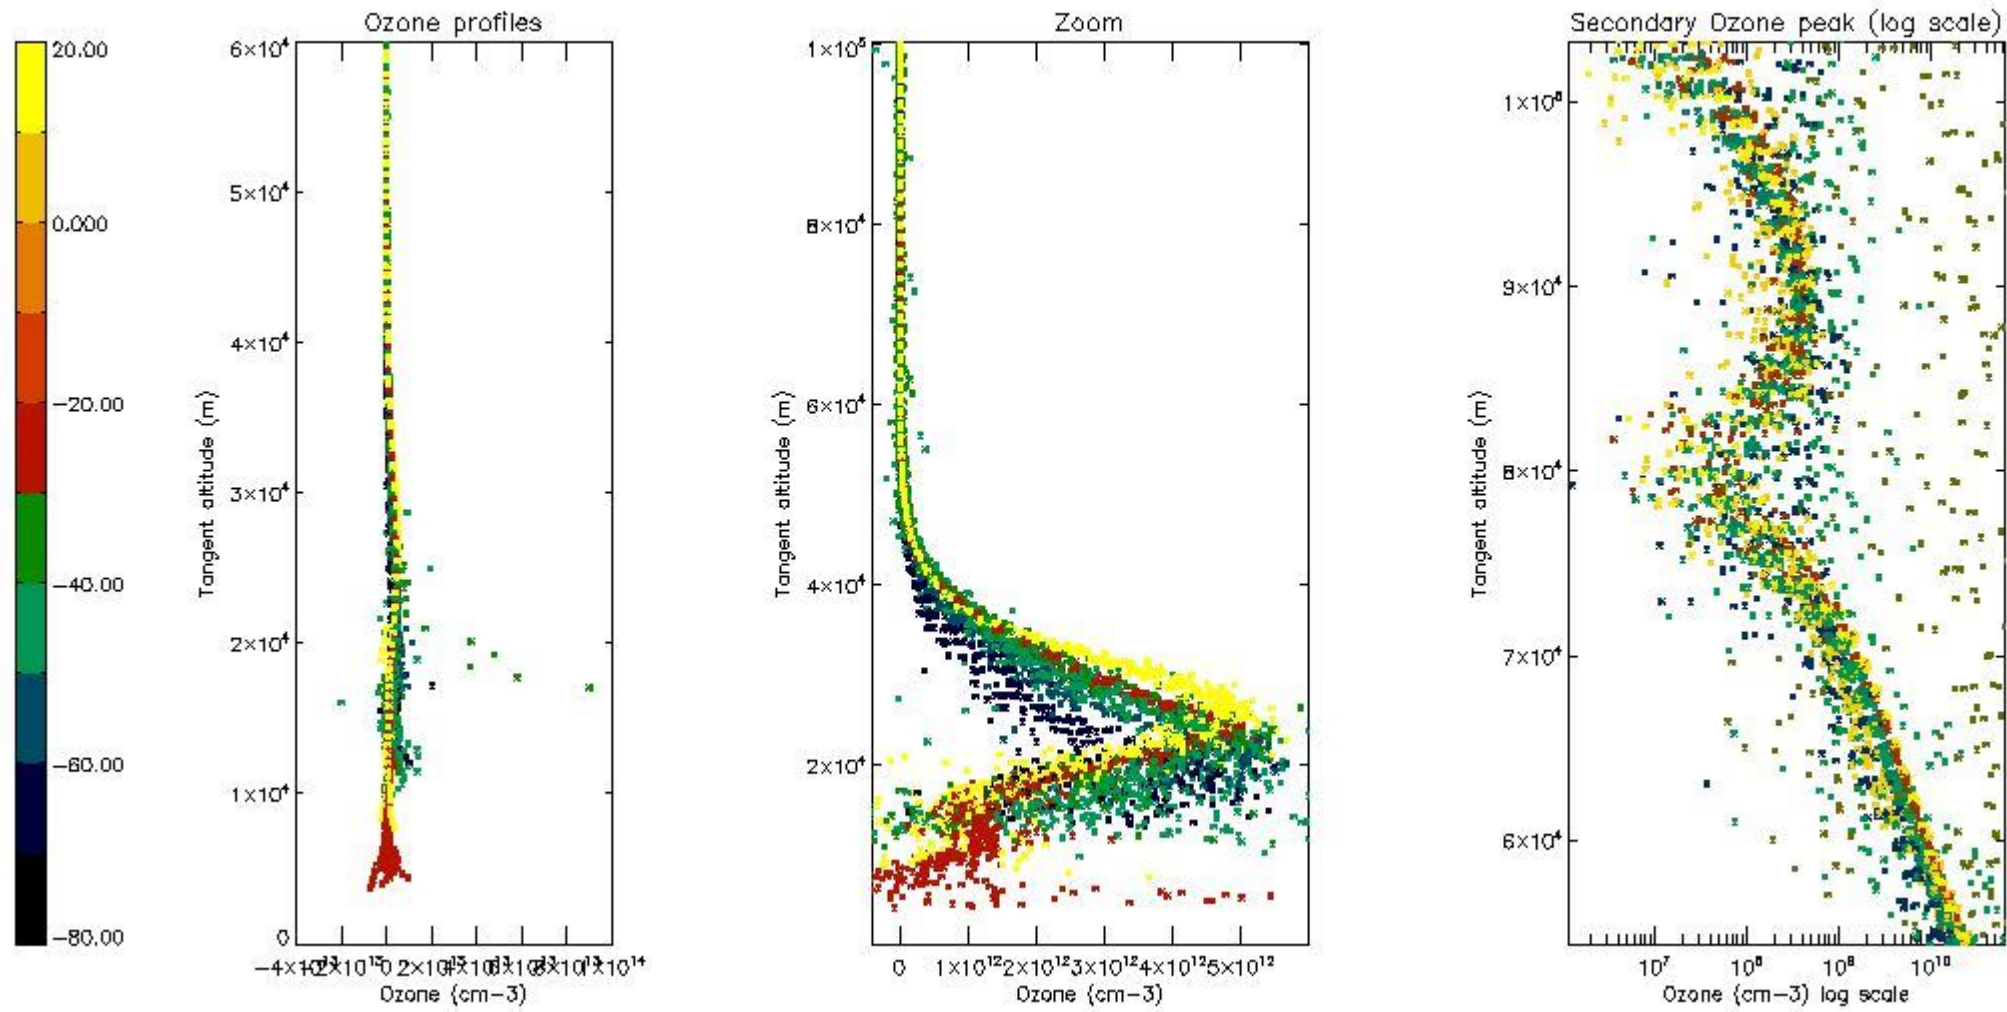 Ozone profiles
Zoom
Secondary Ozone peak (log scale)
20.00
0.000
−20.00
−40.00
−60.00
−80.00
6×10⁴
5×10⁴
4×10⁴
3×10⁴
2×10⁴
1×10⁴
0
Tangent altitude (m)
1×10¹⁴
Ozone (cm−3)
1×10⁵
8×10⁴
6×10⁴
4×10⁴
2×10⁴
Tangent altitude (m)
0 1×10¹² 2×10¹² 3×10¹² 4×10¹² 5×10¹²
Ozone (cm−3)
1×10⁵
9×10⁴
8×10⁴
7×10⁴
6×10⁴
Tangent altitude (m)
10⁷ 10⁸ 10⁹ 10¹⁰
Ozone (cm−3) log scale